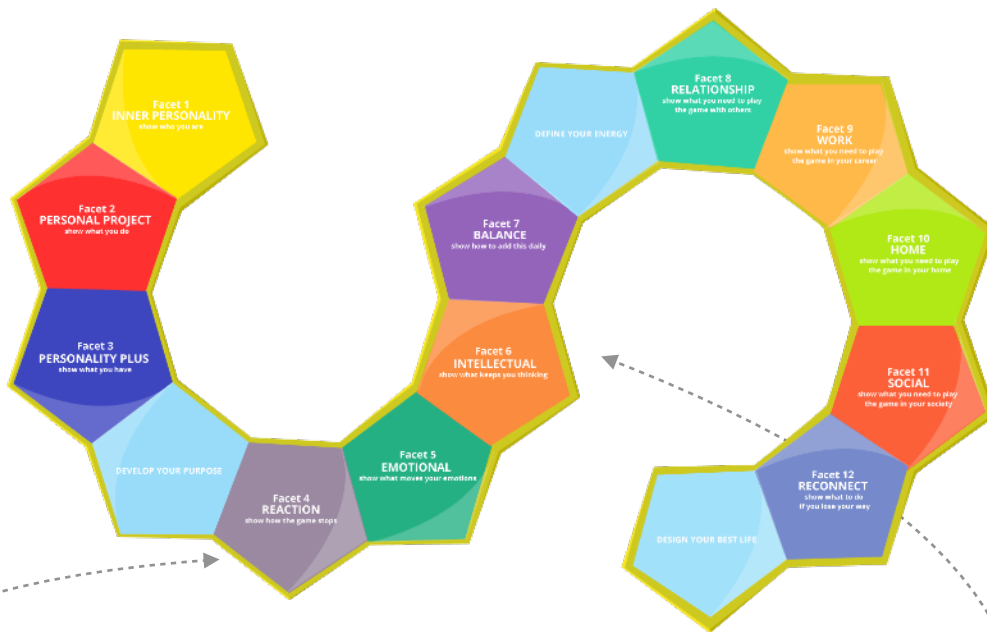 Facet 1
INNER PERSONALITY
show who you are
Facet 2
PERSONAL PROJECT
show what you do
Facet 3
PERSONALITY PLUS
show what you have
DEVELOP YOUR PURPOSE
Facet 4
REACTION
show how the game stops
Facet 5
EMOTIONAL
show what moves your emotions
Facet 6
INTELLECTUAL
show what keeps you thinking
Facet 7
BALANCE
show how to add this daily
DEFINE YOUR ENERGY
Facet 8
RELATIONSHIP
show what you need to play
the game with others
Facet 9
WORK
show what you need to play
the game in your career
Facet 10
HOME
show what you need to play
the game in your home
Facet 11
SOCIAL
show what you need to play
the game in your society
Facet 12
RECONNECT
show what to do
if you lose your way
DESIGN YOUR BEST LIFE